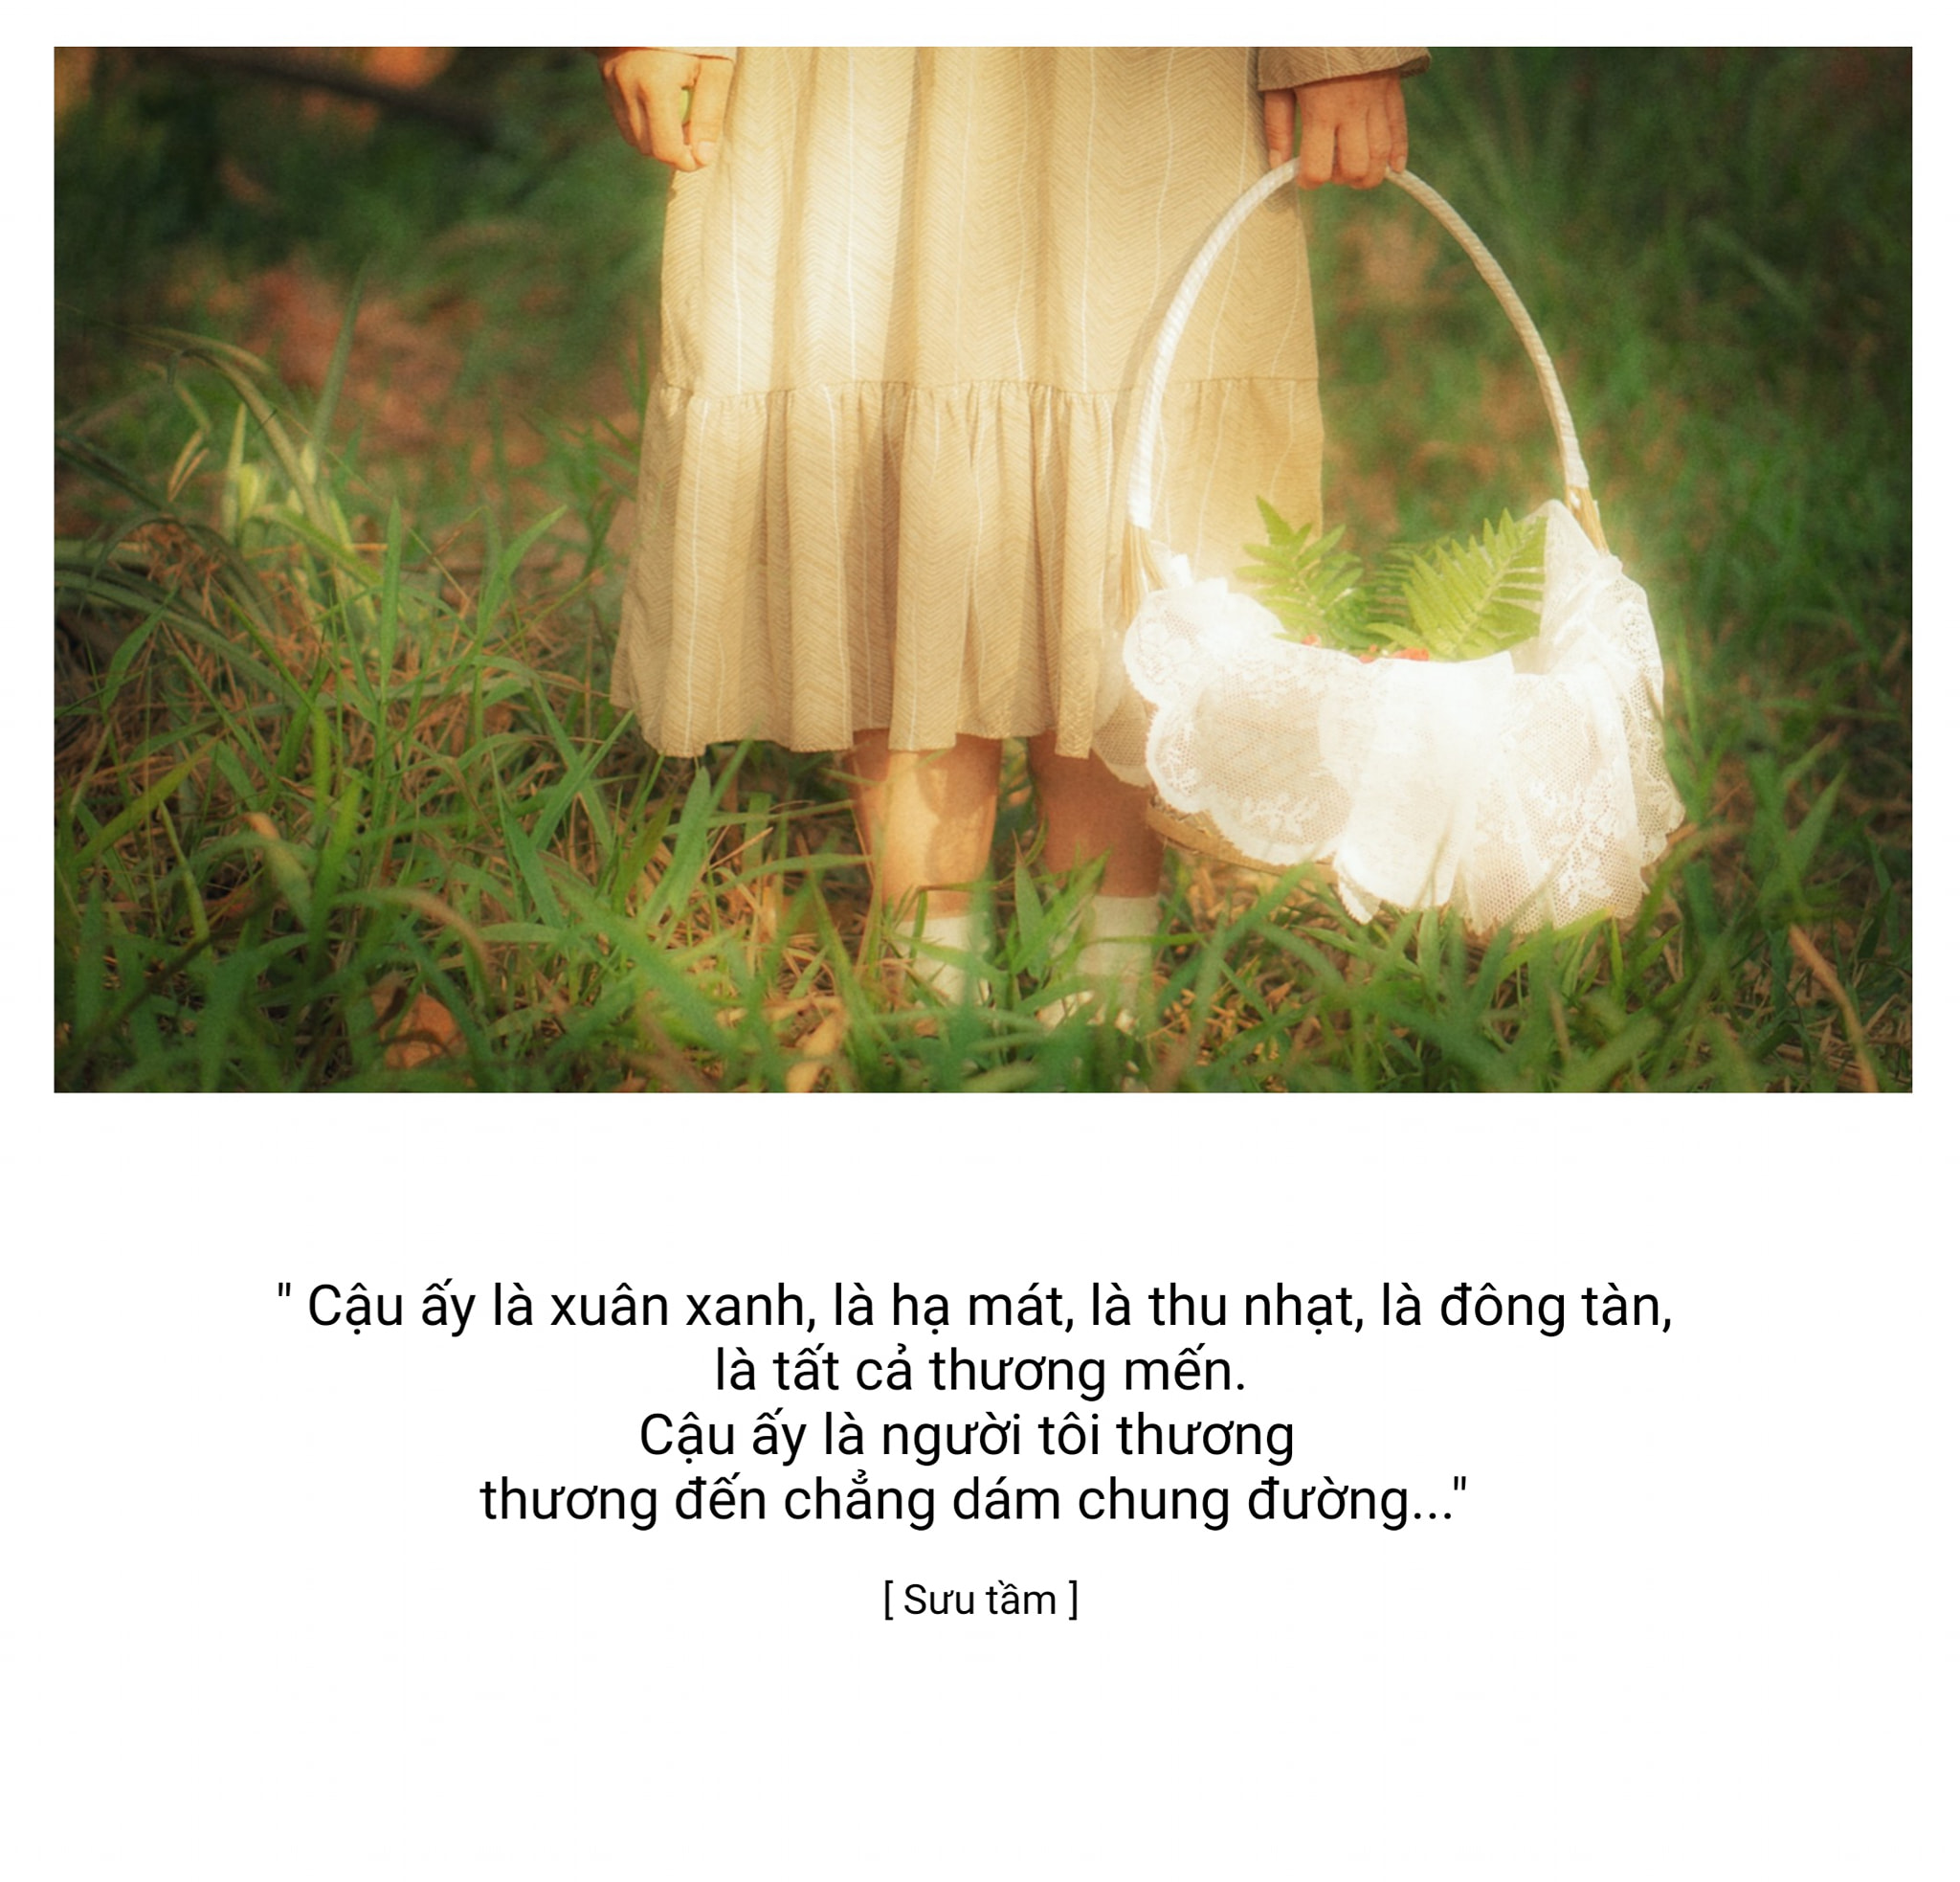 " Cậu ấy là xuân xanh, là hạ mát, là thu nhạt, là đông tàn,
là tất cả thương mến.
Cậu ấy là người tôi thương
thương đến chẳng dám chung đường..."
[ Sưu tầm ]